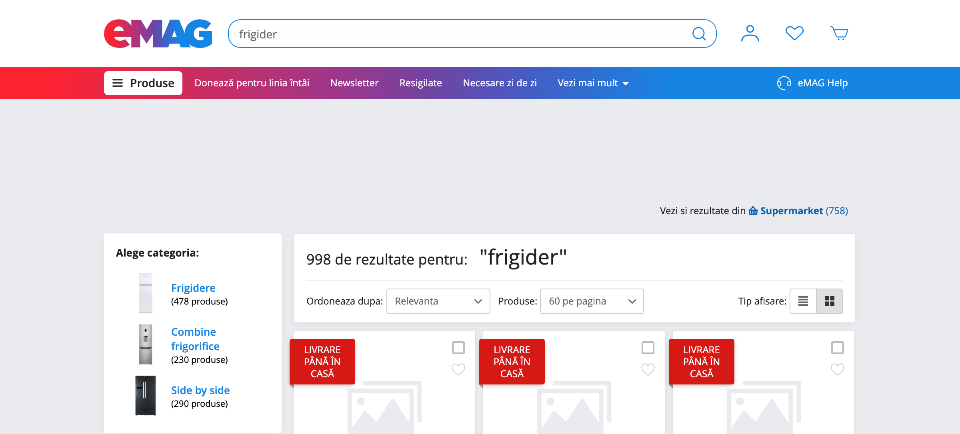 eMAG
frigider
Produse
Donează pentru linia întâi
Newsletter
Resigilate
Necesare zi de zi
Vezi mai mult
eMAG Help
Vezi si rezultate din Supermarket (758)
Alege categoria:
Frigidere
(478 produse)
Combine
frigorifice
(230 produse)
Side by side
(290 produse)
998 de rezultate pentru: "frigider"
Ordoneaza dupa: Relevanta
Produse: 60 pe pagina
Tip afisare:
LIVRARE
PÂNĂ ÎN
CASĂ
LIVRARE
PÂNĂ ÎN
CASĂ
LIVRARE
PÂNĂ ÎN
CASĂ